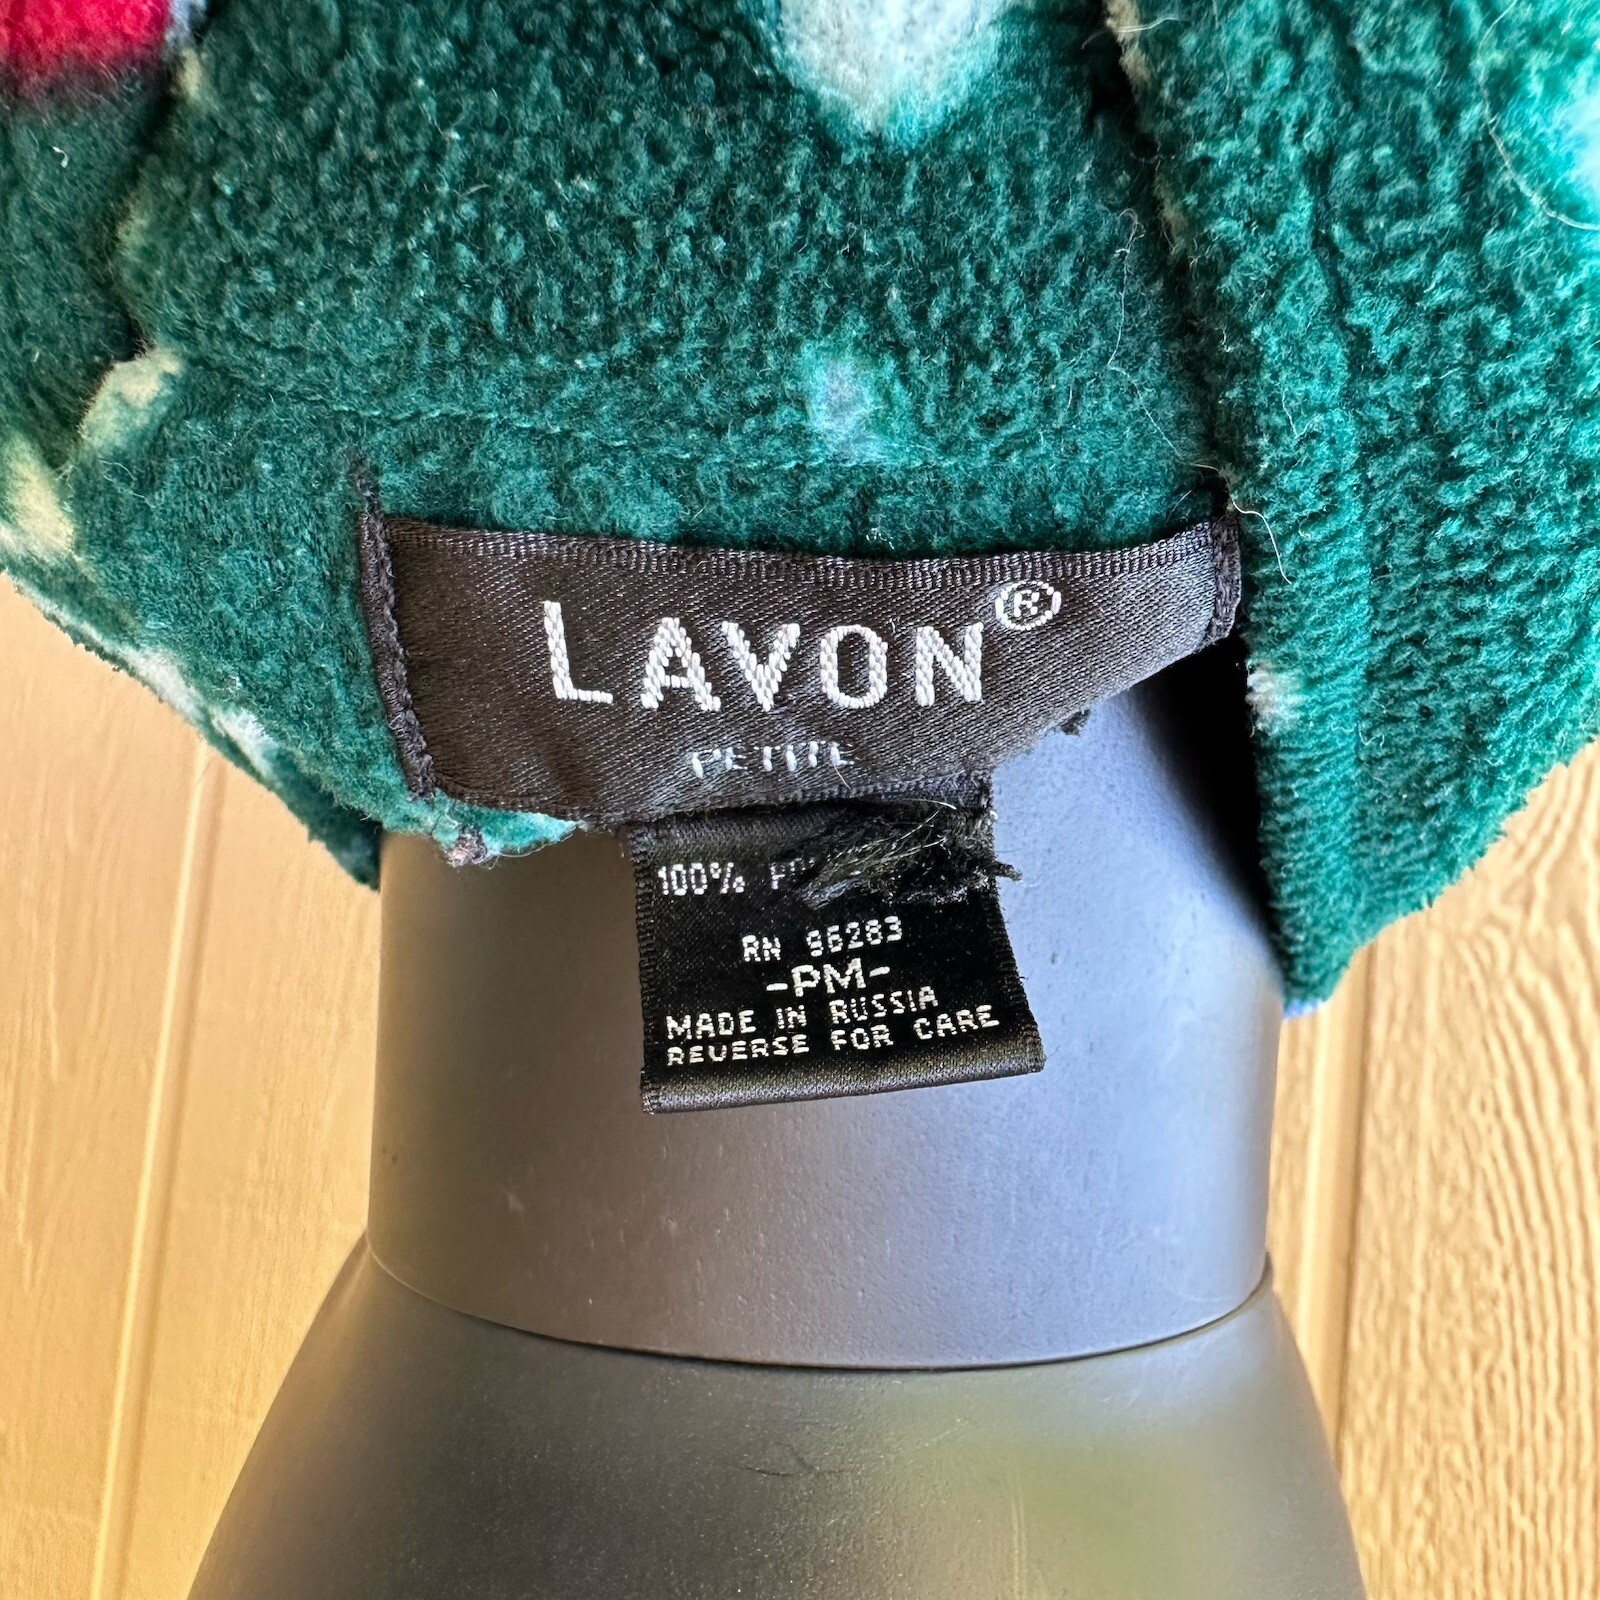 LAVON®
PETITE
100%
RN 96283
-PM-
MADE IN RUSSIA
REVERSE FOR CARE